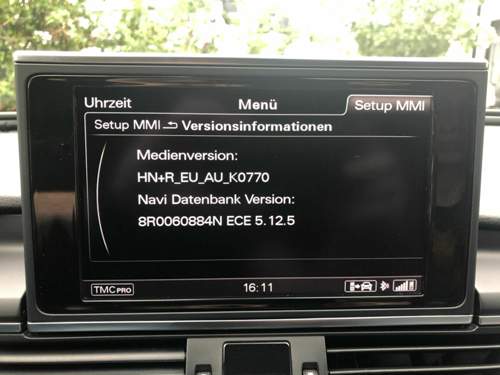 Uhrzeit Menü Setup MMI
Setup MMI Versionsinformationen
Medienversion:
HN+R_EU_AU_K0770
Navi Datenbank Version:
8R0060884N ECE 5.12.5
TMC PRO 16:11